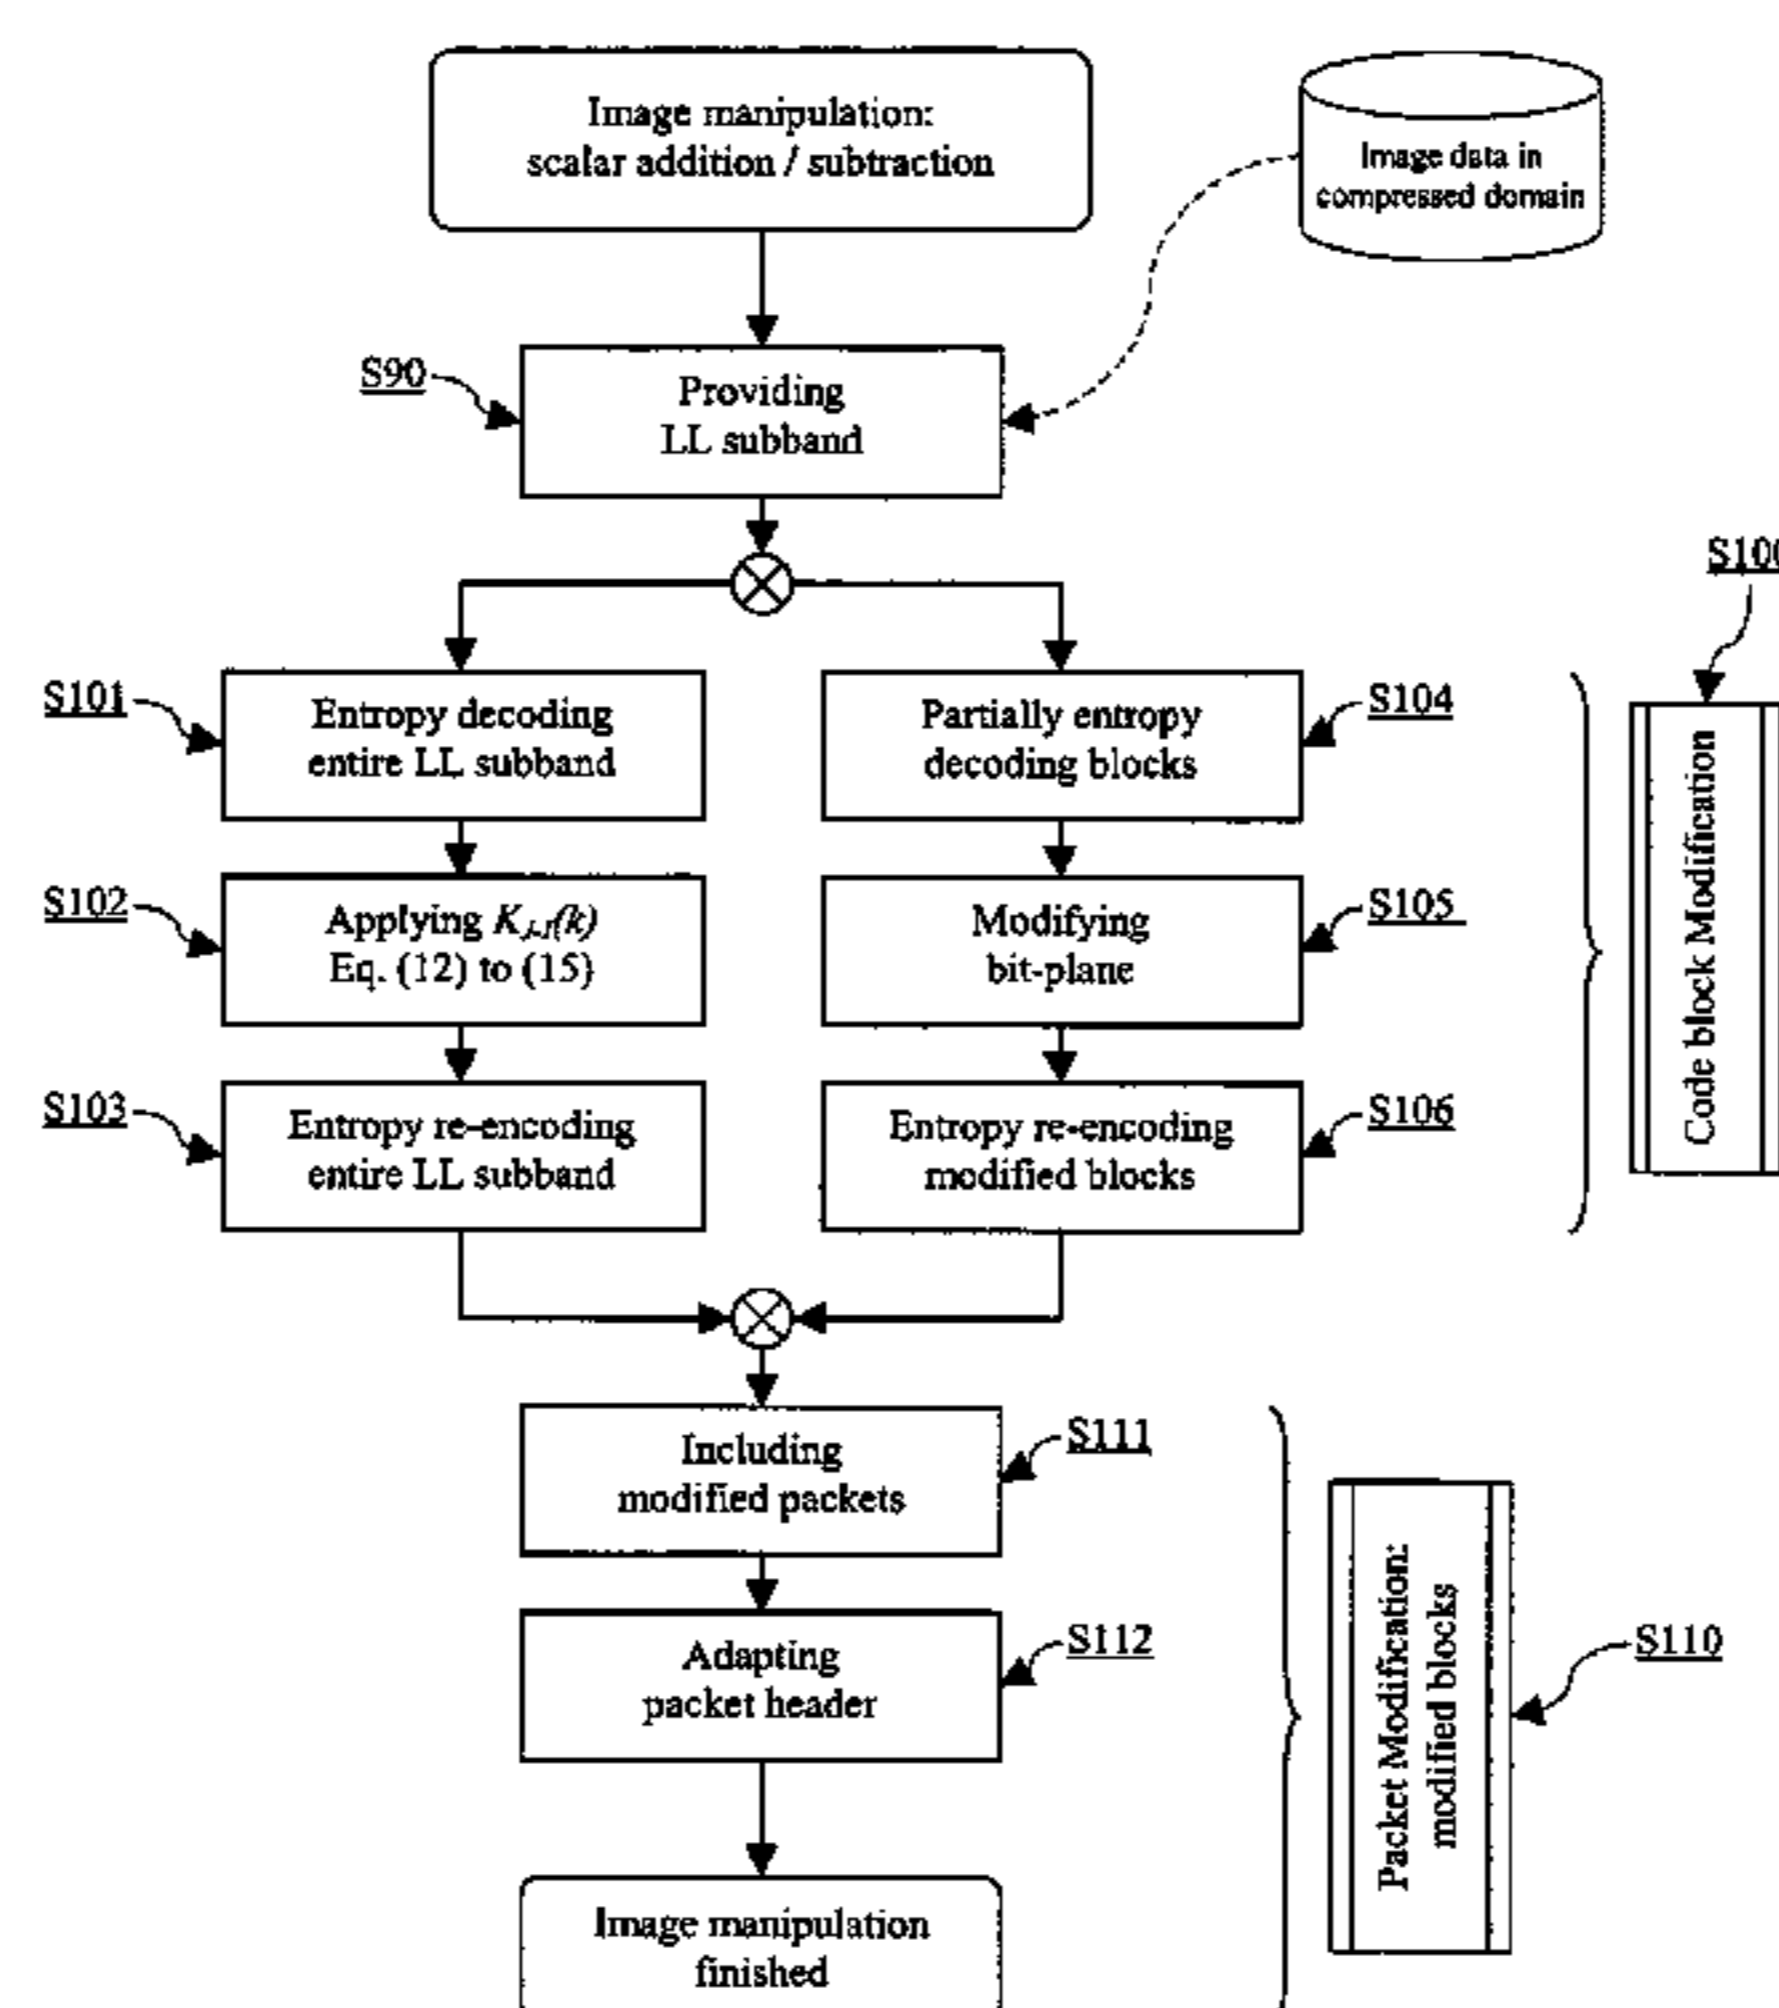 Image manipulation:
scalar addition / subtraction
Image data in
compressed domain
S90
Providing
LL subband
S100
S101
Entropy decoding
entire LL subband
Partially entropy
decoding blocks
S104
S102
Applying K
Eq. (12) to (15)
Modifying
bit-plane
S105
Code block Modification
S103
Entropy re-encoding
entire LL subband
Entropy re-encoding
modified blocks
S106
Including
modified packets
S111
Adapting
packet header
S112
Packet Modification:
modified blocks
S110
Image manipulation
finished